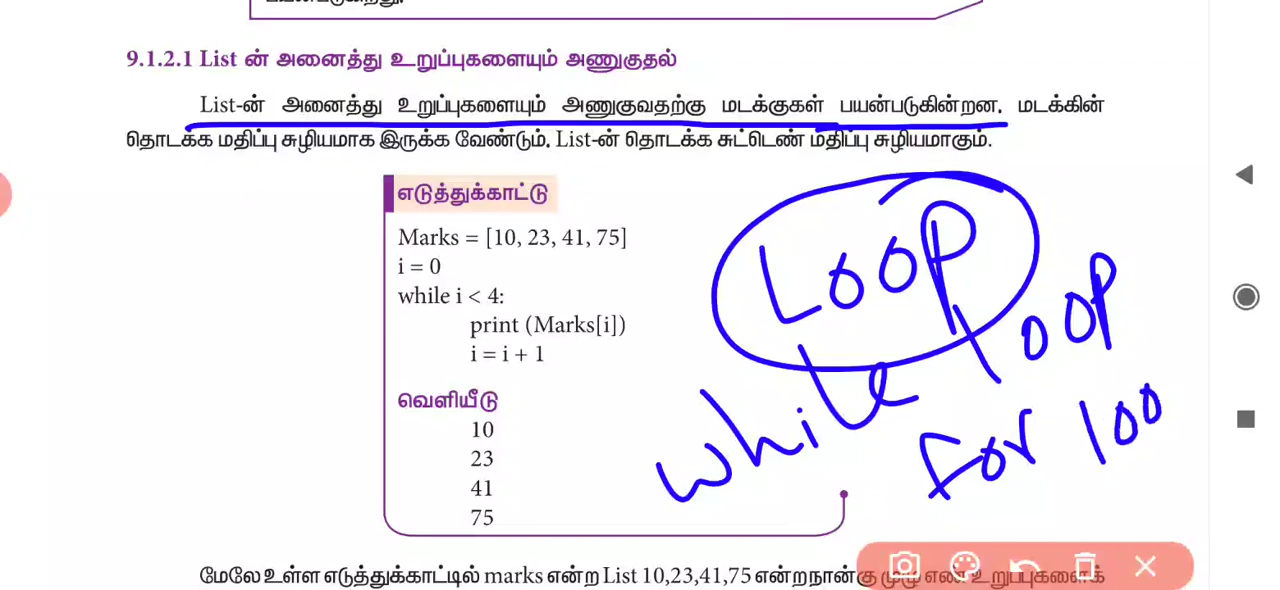 9.1.2.1 List ன் அனைத்து உறுப்புகளையும் அணுகுதல்
List-ன் அனைத்து உறுப்புகளையும் அணுகுவதற்கு மடக்குகள் பயன்படுகின்றன. மடக்கின்
தொடக்க மதிப்பு சுழியமாக இருக்க வேண்டும். List-ன் தொடக்க சுட்டெண் மதிப்பு சுழியமாகும்.
எடுத்துக்காட்டு
Marks = [10, 23, 41, 75]
i = 0
while i < 4:
print (Marks[i])
i = i + 1
வெளியீடு
10
23
41
75
LOOP
while loop
for loo
மேலே உள்ள எடுத்துக்காட்டில் marks என்ற List 10,23,41,75 என்ற நான்கு முழு எண் உறுப்புகளைக்